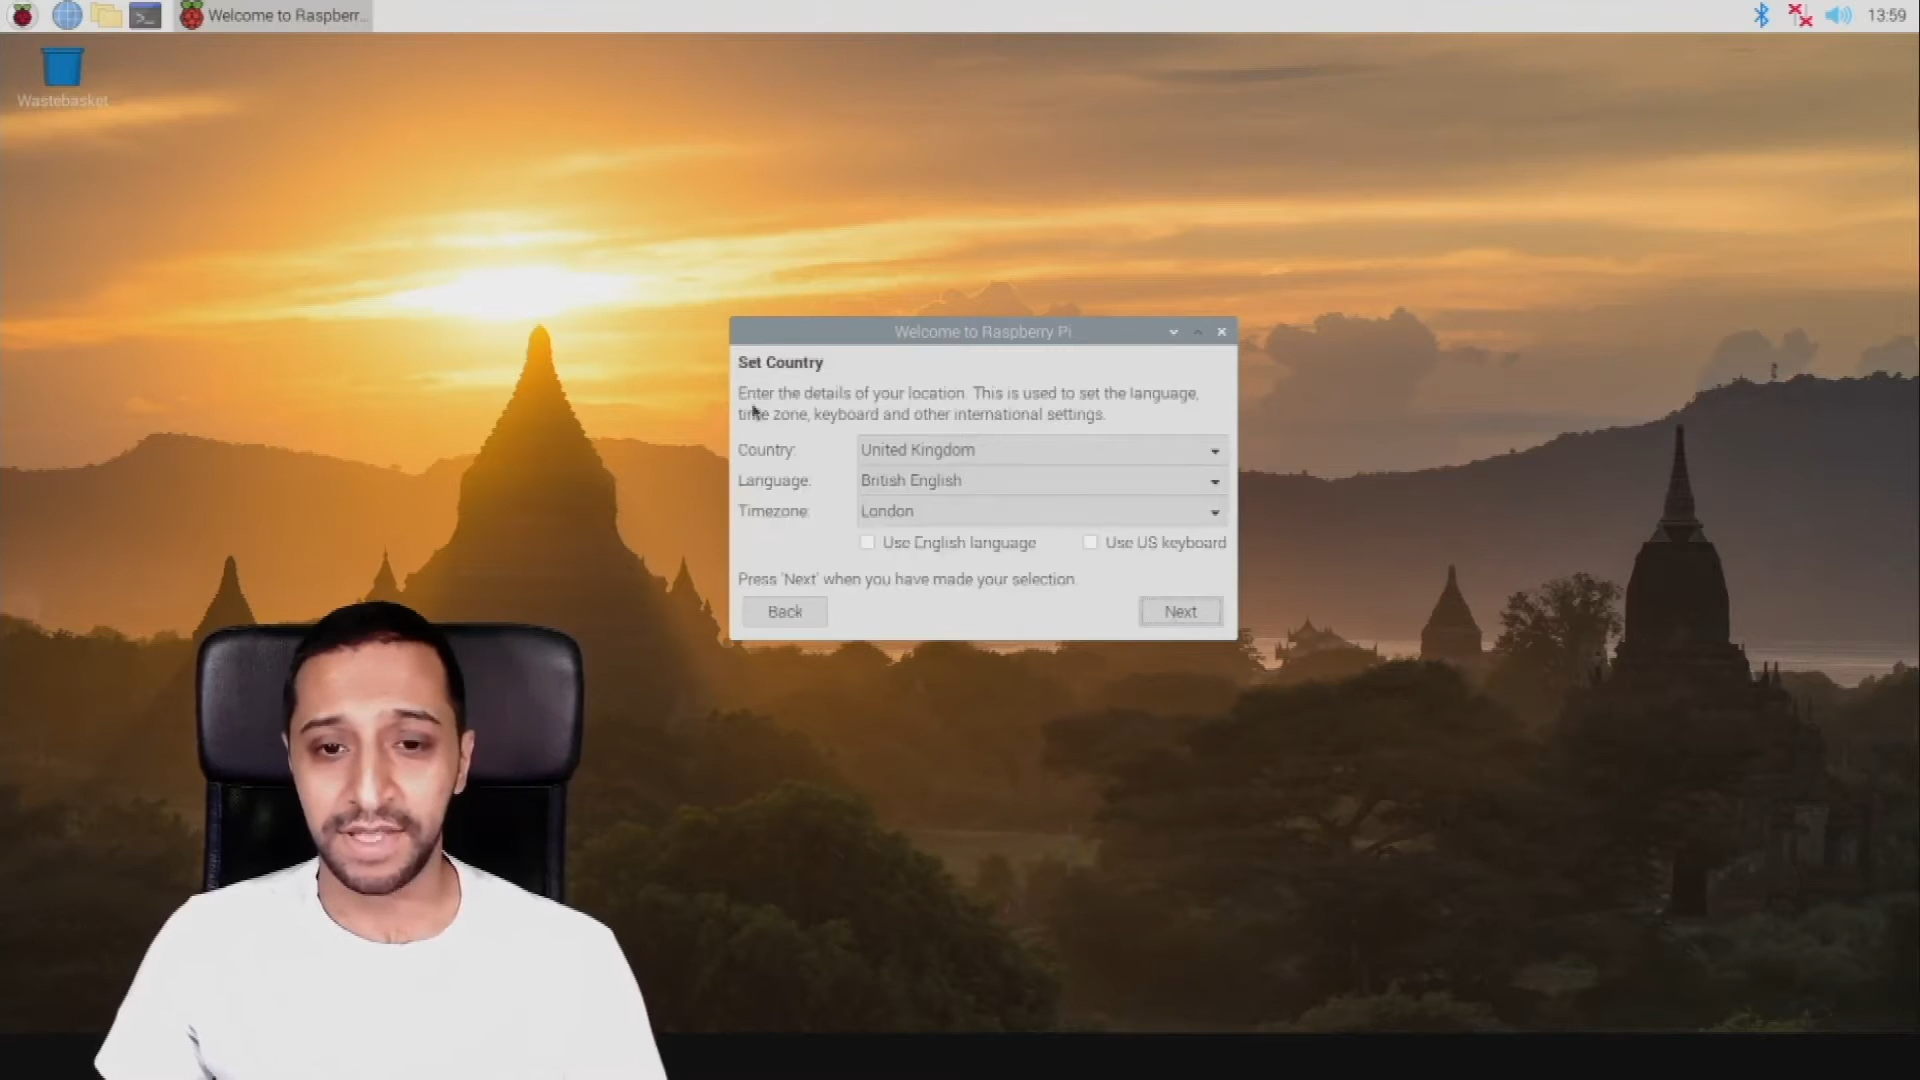 Welcome to Raspberr...
13:59
Wastebasket
Welcome to Raspberry Pi
Set Country
Enter the details of your location. This is used to set the language,
time zone, keyboard and other international settings.
Country:
United Kingdom
Language:
British English
Timezone:
London
Use English language
Use US keyboard
Press 'Next' when you have made your selection.
Back
Next